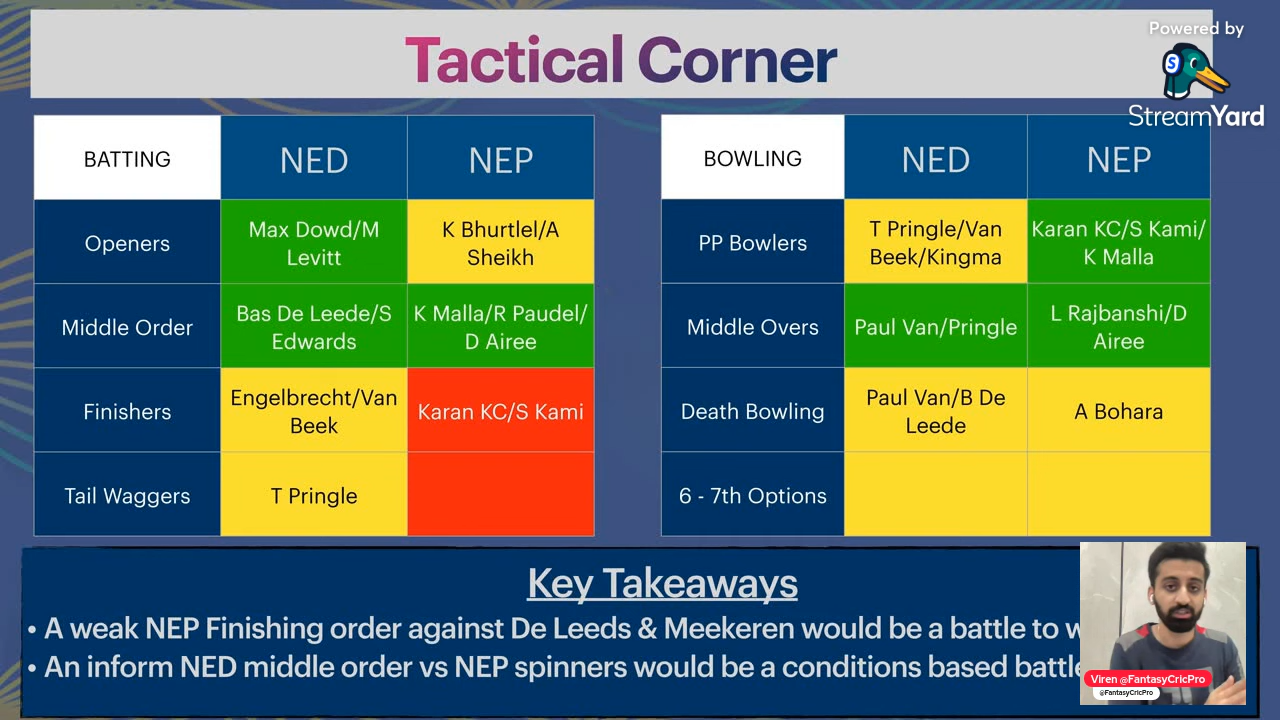 Tactical Corner
Powered by
S
StreamYard
BATTING
NED
NEP
Openers
Max Dowd/M
Levitt
K Bhurtlel/A
Sheikh
Middle Order
Bas De Leede/S
Edwards
K Malla/R Paudel/
D Airee
Finishers
Engelbrecht/Van
Beek
Karan KC/S Kami
Tail Waggers
T Pringle
BOWLING
NED
NEP
PP Bowlers
T Pringle/Van
Beek/Kingma
Karan KC/S Kami/
K Malla
Middle Overs
Paul Van/Pringle
L Rajbanshi/D
Airee
Death Bowling
Paul Van/B De
Leede
A Bohara
6 - 7th Options
Key Takeaways
• A weak NEP Finishing order against De Leeds & Meekeren would be a battle to
• An inform NED middle order vs NEP spinners would be a conditions based battle
Viren @FantasyCricPro
@FantasyCricPro